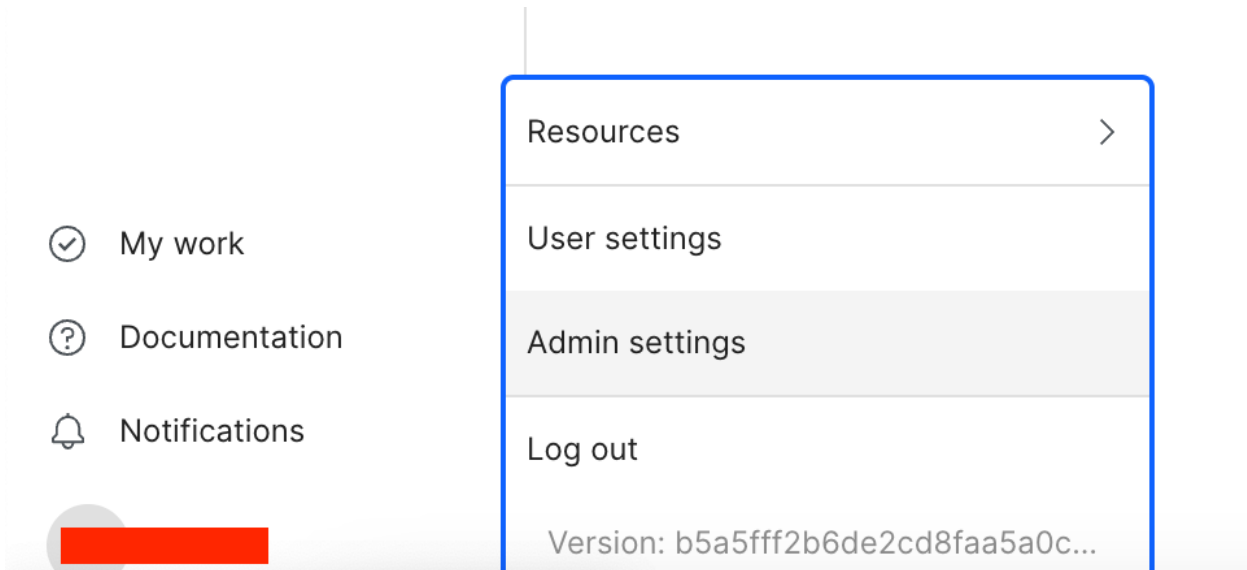 My work
Documentation
Notifications
Resources
User settings
Admin settings
Log out
Version: b5a5fff2b6de2cd8faa5a0c...